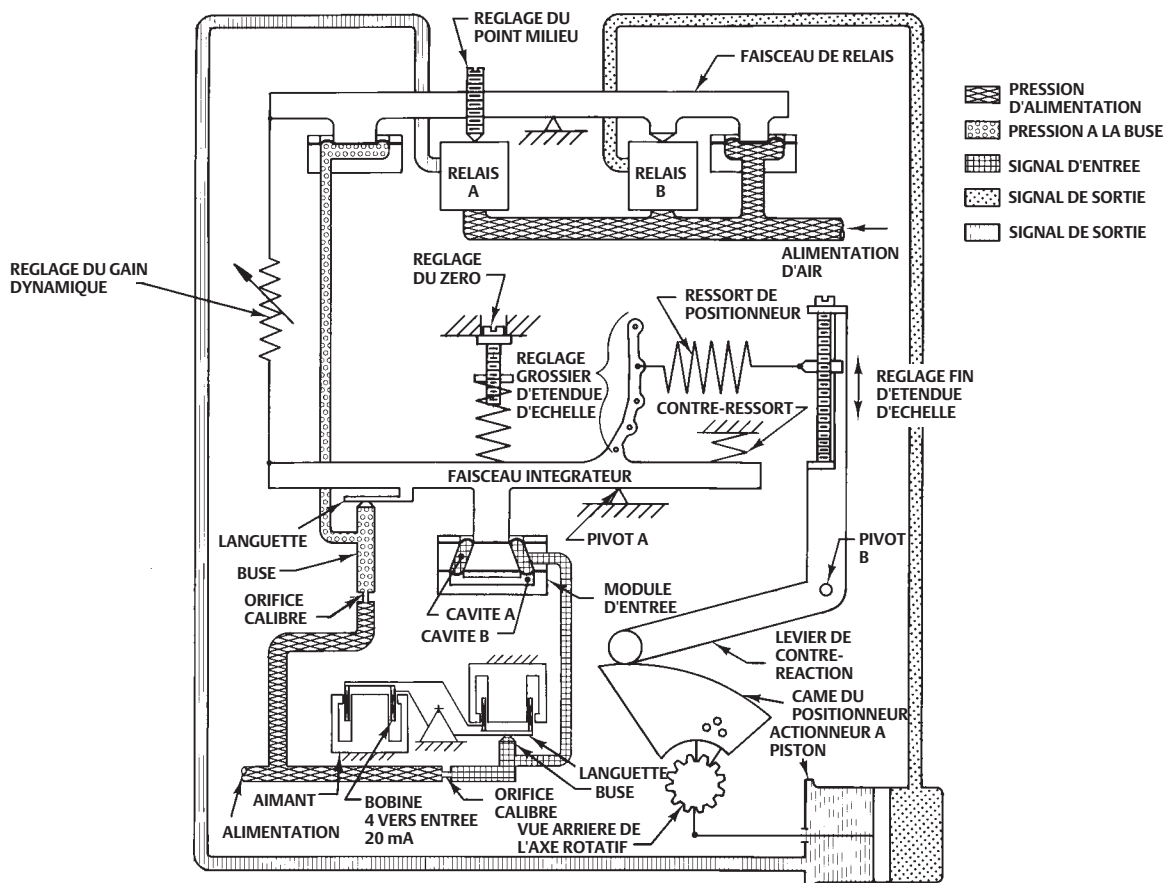 REGLAGE DU
POINT MILIEU
FAISCEAU DE RELAIS
PRESSION
D'ALIMENTATION
PRESSION A LA BUSE
SIGNAL D'ENTREE
SIGNAL DE SORTIE
SIGNAL DE SORTIE
RELAIS
A
RELAIS
B
ALIMENTATION
D'AIR
REGLAGE DU GAIN
DYNAMIQUE
REGLAGE
DU ZERO
RESSORT DE
POSITIONNEUR
REGLAGE
GROSSIER
D'ETENDUE
D'ECHELLE
REGLAGE FIN
D'ETENDUE
D'ECHELLE
CONTRE-RESSORT
FAISCEAU INTEGRATEUR
LANGUETTE
PIVOT A
PIVOT
B
BUSE
ORIFICE
CALIBRE
CAVITE A
CAVITE B
MODULE
D'ENTREE
LEVIER DE
CONTRE-
REACTION
CAME DU
POSITIONNEUR
ACTIONNEUR A
PISTON
LANGUETTE
BUSE
AIMANT
ALIMENTATION
BOBINE
4 VERS ENTREE
20 mA
ORIFICE
CALIBRE
VUE ARRIERE DE
L'AXE ROTATIF